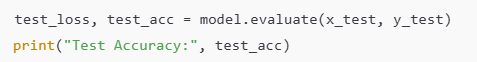 test_loss, test_acc = model.evaluate(x_test, y_test)
print("Test Accuracy:", test_acc)